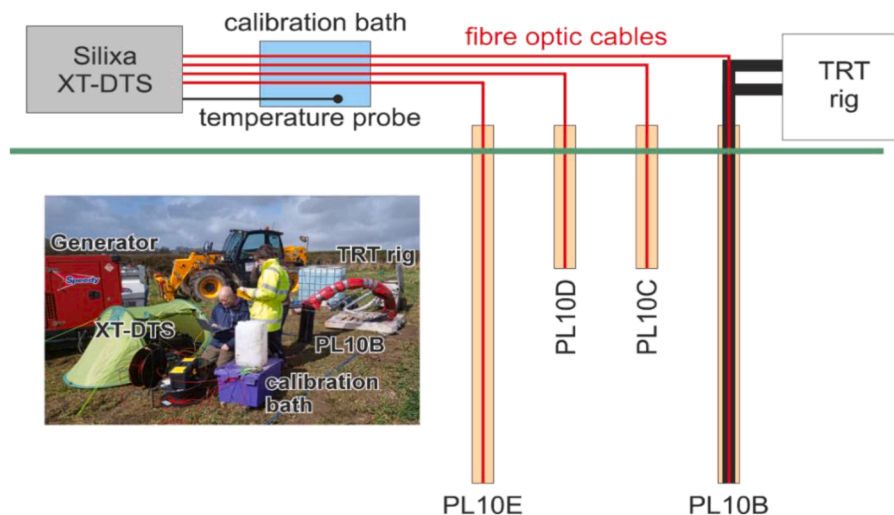 calibration bath
Silixa
XT-DTS
fibre optic cables
TRT
rig
temperature probe
Generator
TRT rig
Speedy
XT-DTS
PL10B
calibration
bath
PL10D
PL10C
PL10E
PL10B